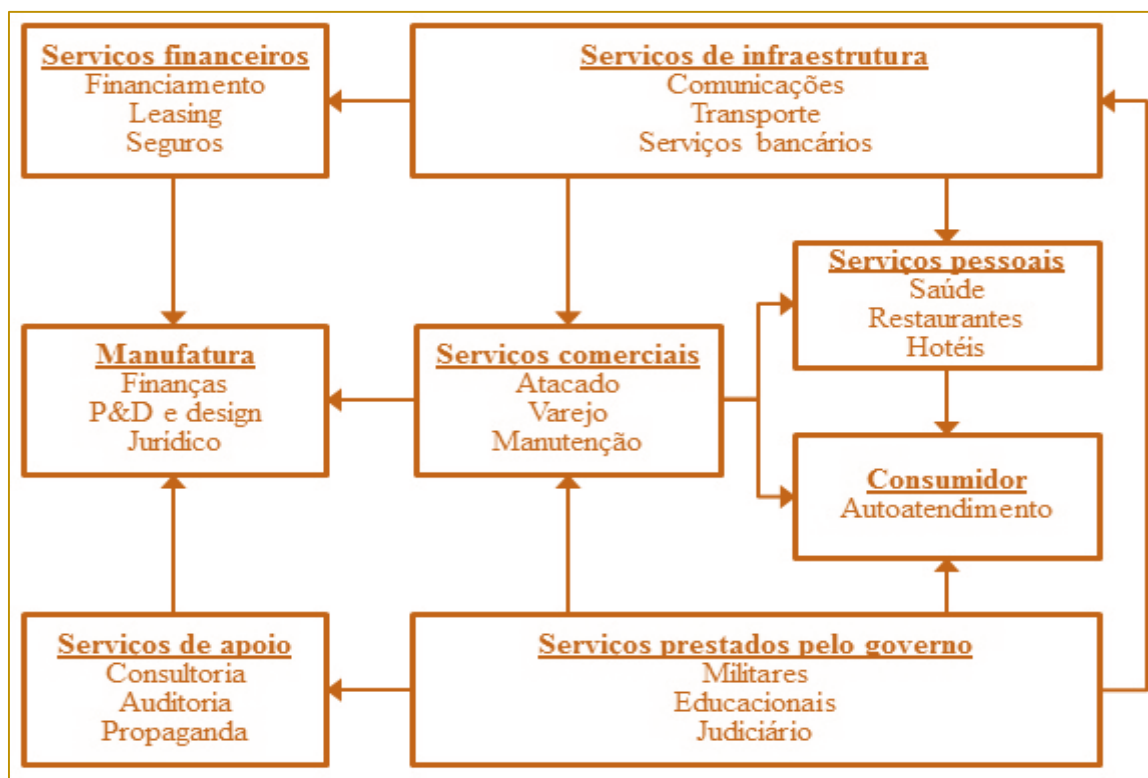 Serviços financeiros
Financiamento
Leasing
Seguros
Serviços de infraestrutura
Comunicações
Transporte
Serviços bancários
Serviços pessoais
Saúde
Restaurantes
Hotéis
Manufatura
Finanças
P&D e design
Jurídico
Serviços comerciais
Atacado
Varejo
Manutenção
Consumidor
Autoatendimento
Serviços de apoio
Consultoria
Auditoria
Propaganda
Serviços prestados pelo governo
Militares
Educacionais
Judiciário